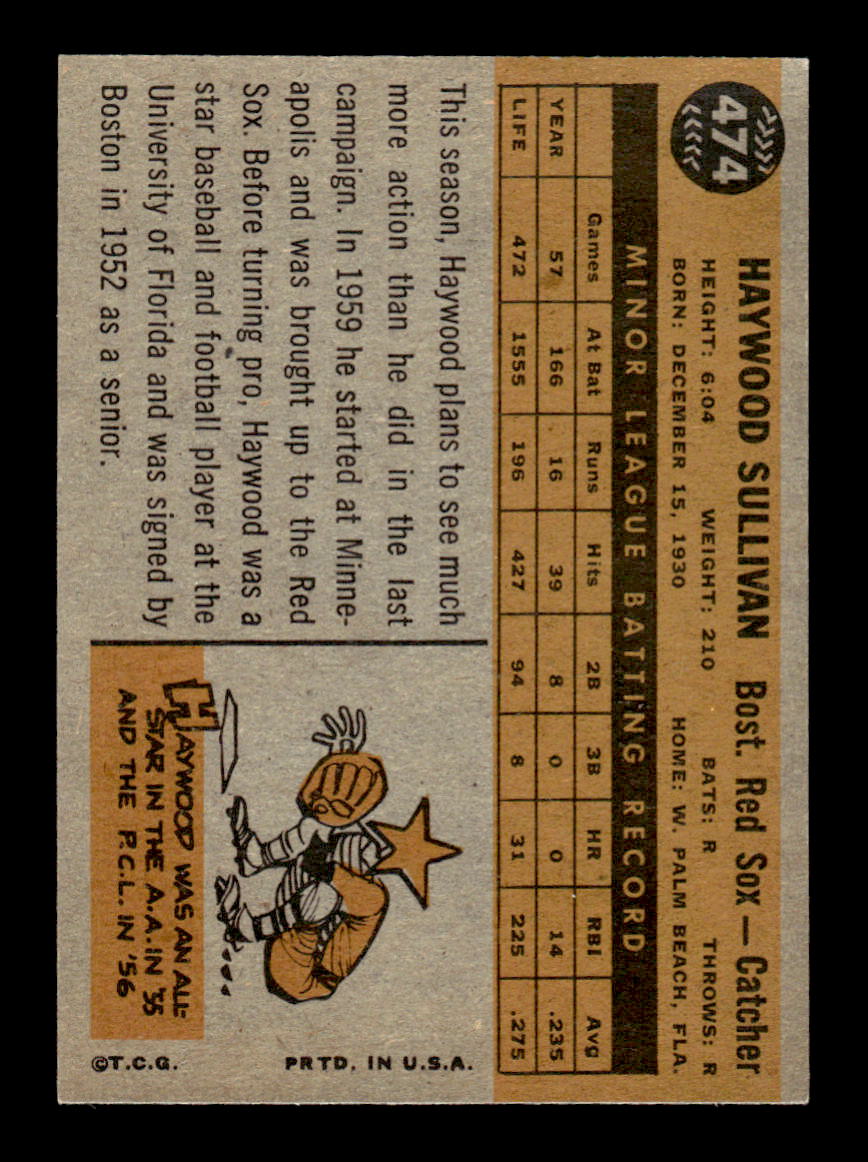 474
HAYWOOD SULLIVAN Bost. Red Sox — Catcher
HEIGHT: 6:04 WEIGHT: 210 BATS: R THROWS: R
BORN: DECEMBER 15, 1930 HOME: W. PALM BEACH, FLA.
MINOR LEAGUE BATTING RECORD
Games At Bat Runs Hits 2B 3B HR RBI Avg
YEAR 57 166 16 39 8 0 0 14 .235
LIFE 472 1555 196 427 94 8 31 225 .275
This season, Haywood plans to see much
more action than he did in the last
campaign. In 1959 he started at Minne-
apolis and was brought up to the Red
Sox. Before turning pro, Haywood was a
star baseball and football player at the
University of Florida and was signed by
Boston in 1952 as a senior.
HAYWOOD WAS AN ALL-
STAR IN THE A.A. IN '55
AND THE P.C.L. IN '56
©T.C.G. PRTD. IN U.S.A.